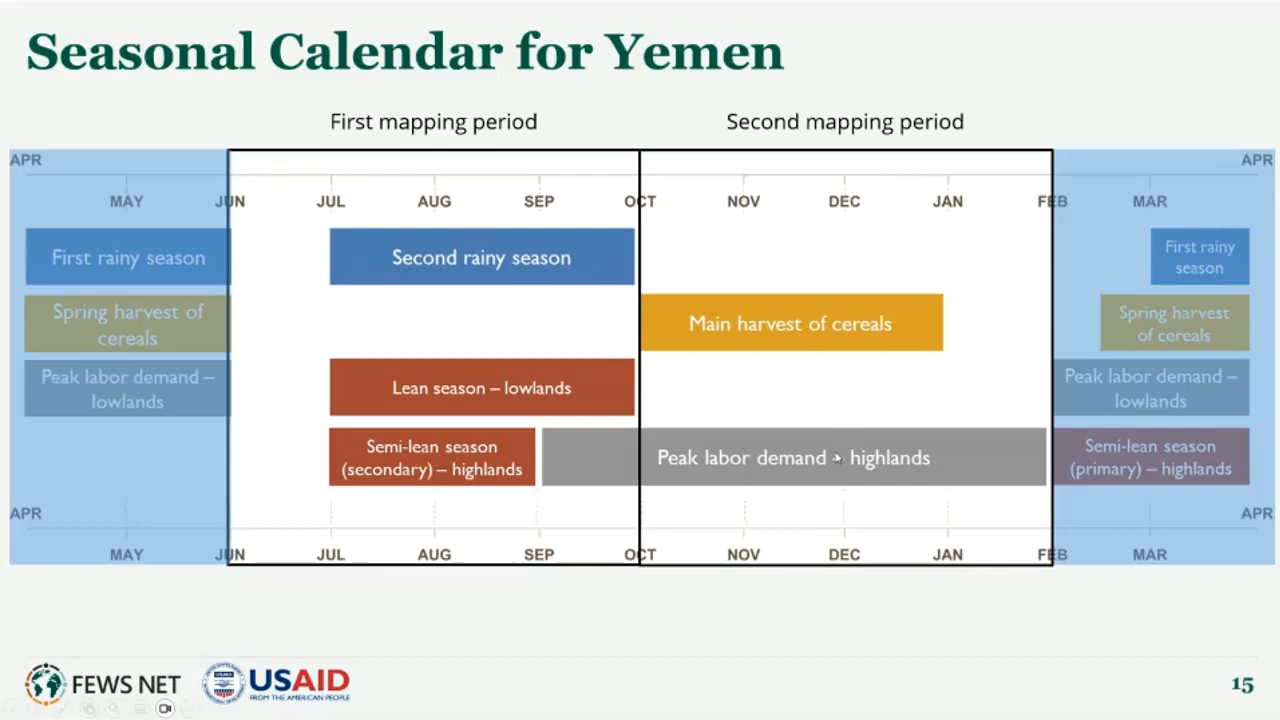 Seasonal Calendar for Yemen
First mapping period
Second mapping period
APR
APR
MAY
JUN
JUL
AUG
SEP
OCT
NOV
DEC
JAN
FEB
MAR
First rainy season
Second rainy season
First rainy
season
Spring harvest of
cereals
Main harvest of cereals
Spring harvest
of cereals
Peak labor demand –
lowlands
Lean season – lowlands
Peak labor demand –
lowlands
Semi-lean season
(secondary) – highlands
Peak labor demand – highlands
Semi-lean season
(primary) – highlands
APR
APR
MAY
JUN
JUL
AUG
SEP
OCT
NOV
DEC
JAN
FEB
MAR
FEWS NET
USAID
FROM THE AMERICAN PEOPLE
15